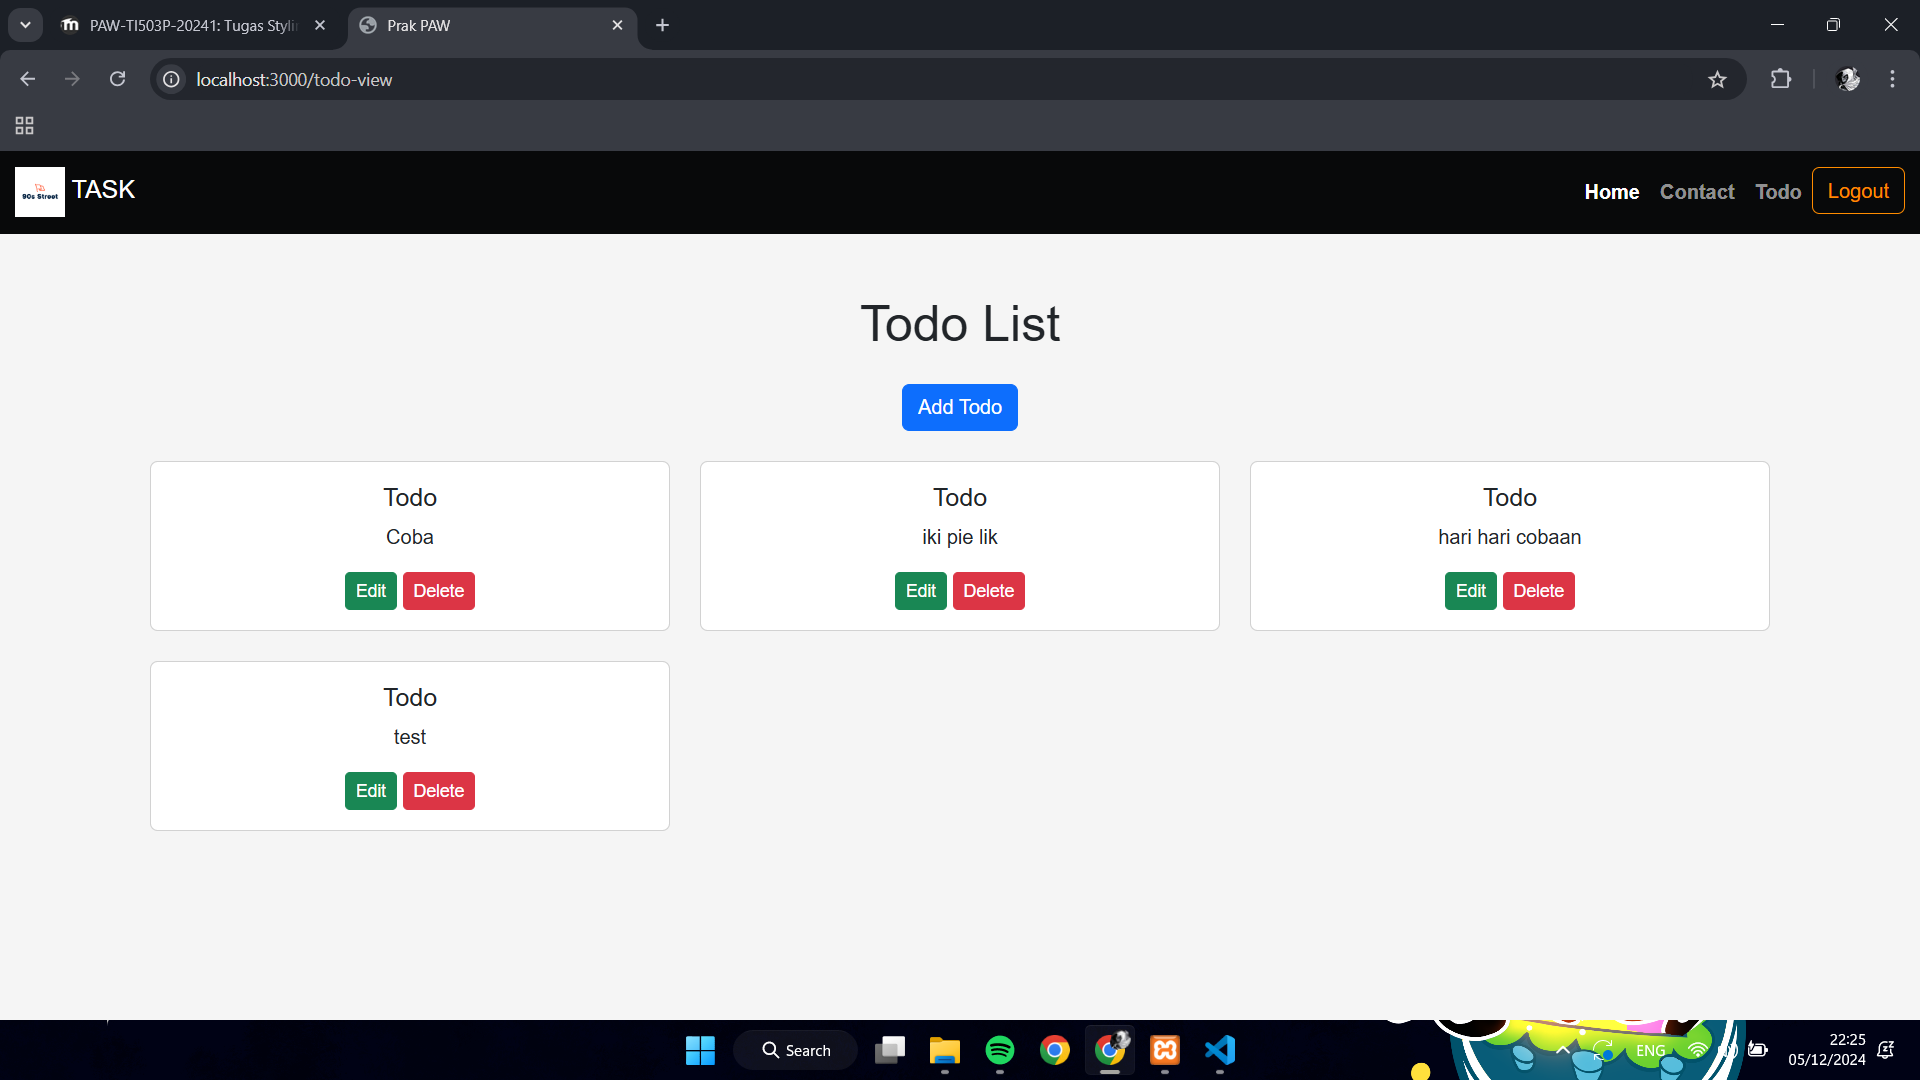 PAW-TI503P-20241: Tugas Styli
Prak PAW
localhost:3000/todo-view
90s Street
TASK
Home Contact Todo Logout
Todo List
Add Todo
Todo Todo Todo
Coba iki pie lik hari hari cobaan
Edit Delete Edit Delete Edit Delete
Todo
test
Edit Delete
Search
ENG
22:25
05/12/2024